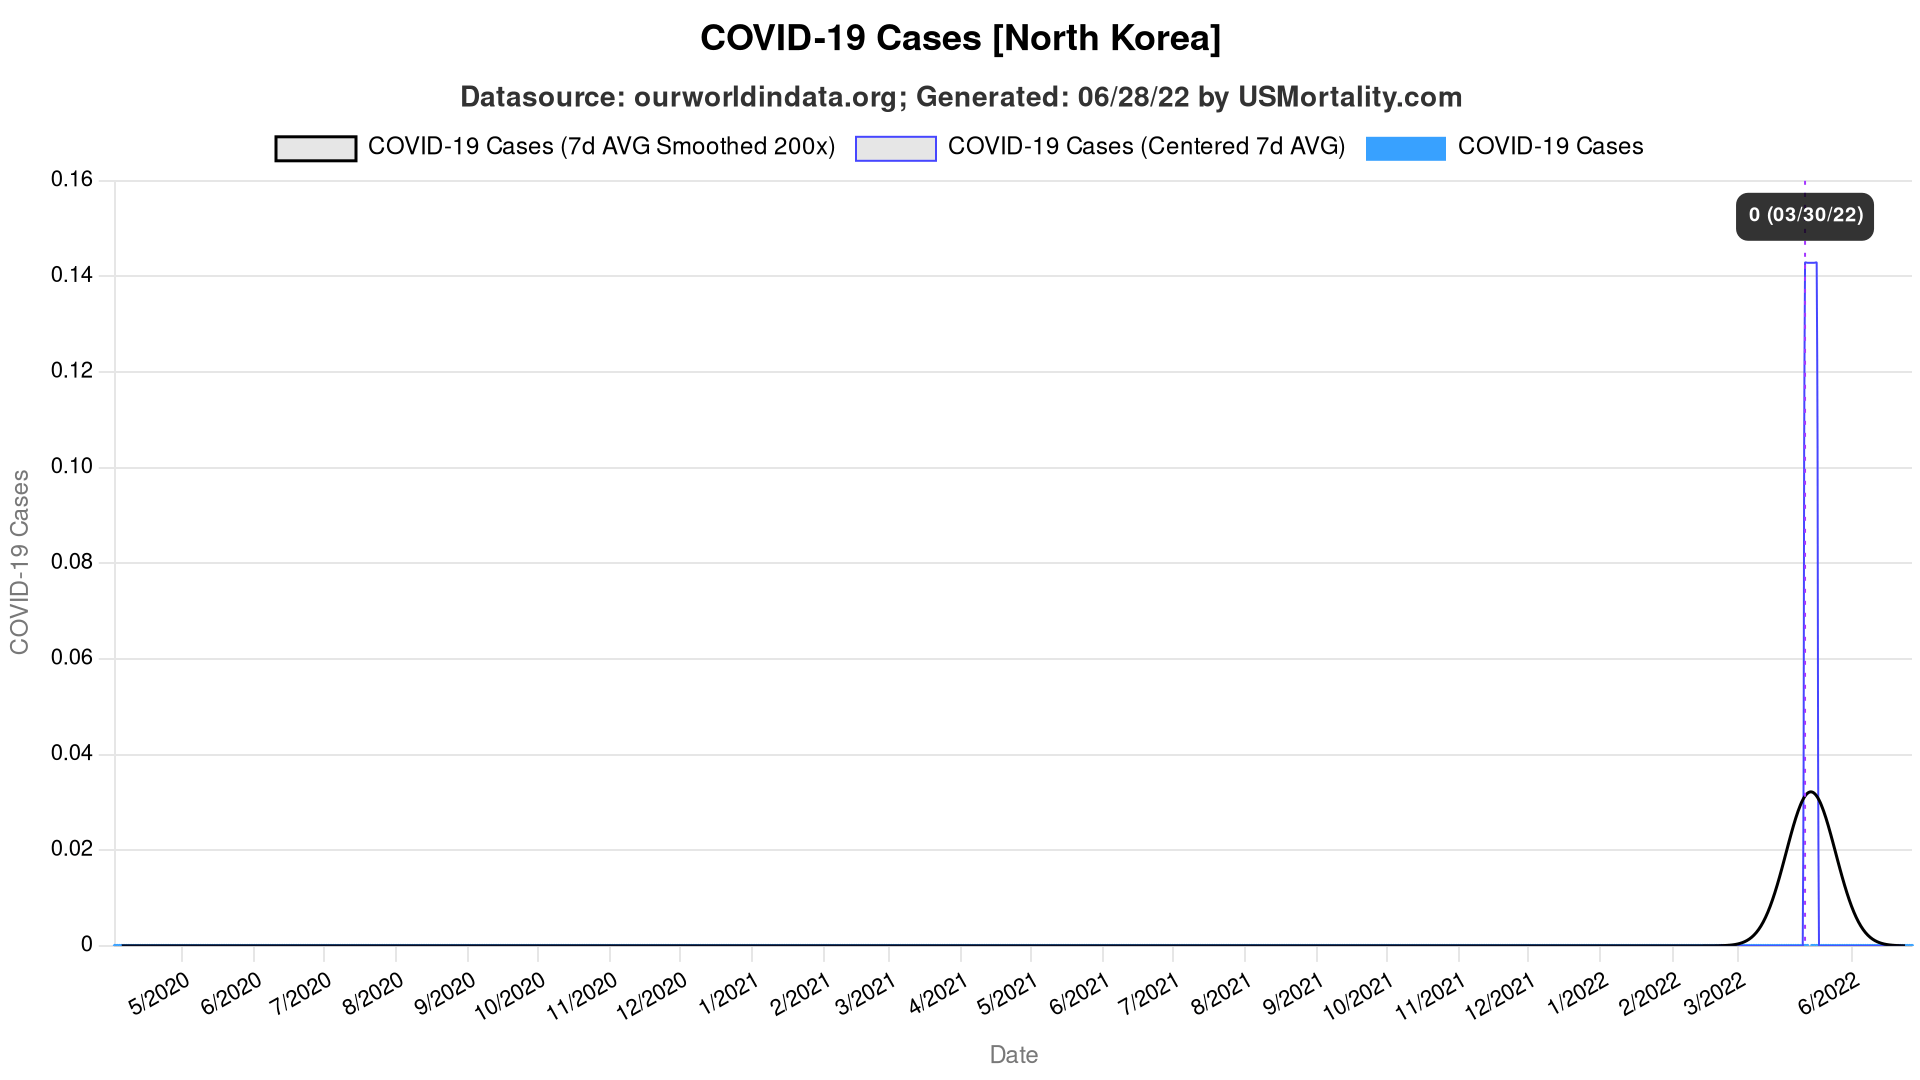 COVID-19 Cases [North Korea]
Datasource: ourworldindata.org; Generated: 06/28/22 by USMortality.com
COVID-19 Cases (7d AVG Smoothed 200x) COVID-19 Cases (Centered 7d AVG) COVID-19 Cases
0.16
0 (03/30/22)
0.14
0.12
0.10
0.08
0.06
0.04
0.02
0
COVID-19 Cases
5/2020 6/2020 7/2020 8/2020 9/2020 10/2020 11/2020 12/2020 1/2021 2/2021 3/2021 4/2021 5/2021 6/2021 7/2021 8/2021 9/2021 10/2021 11/2021 12/2021 1/2022 2/2022 3/2022 6/2022
Date